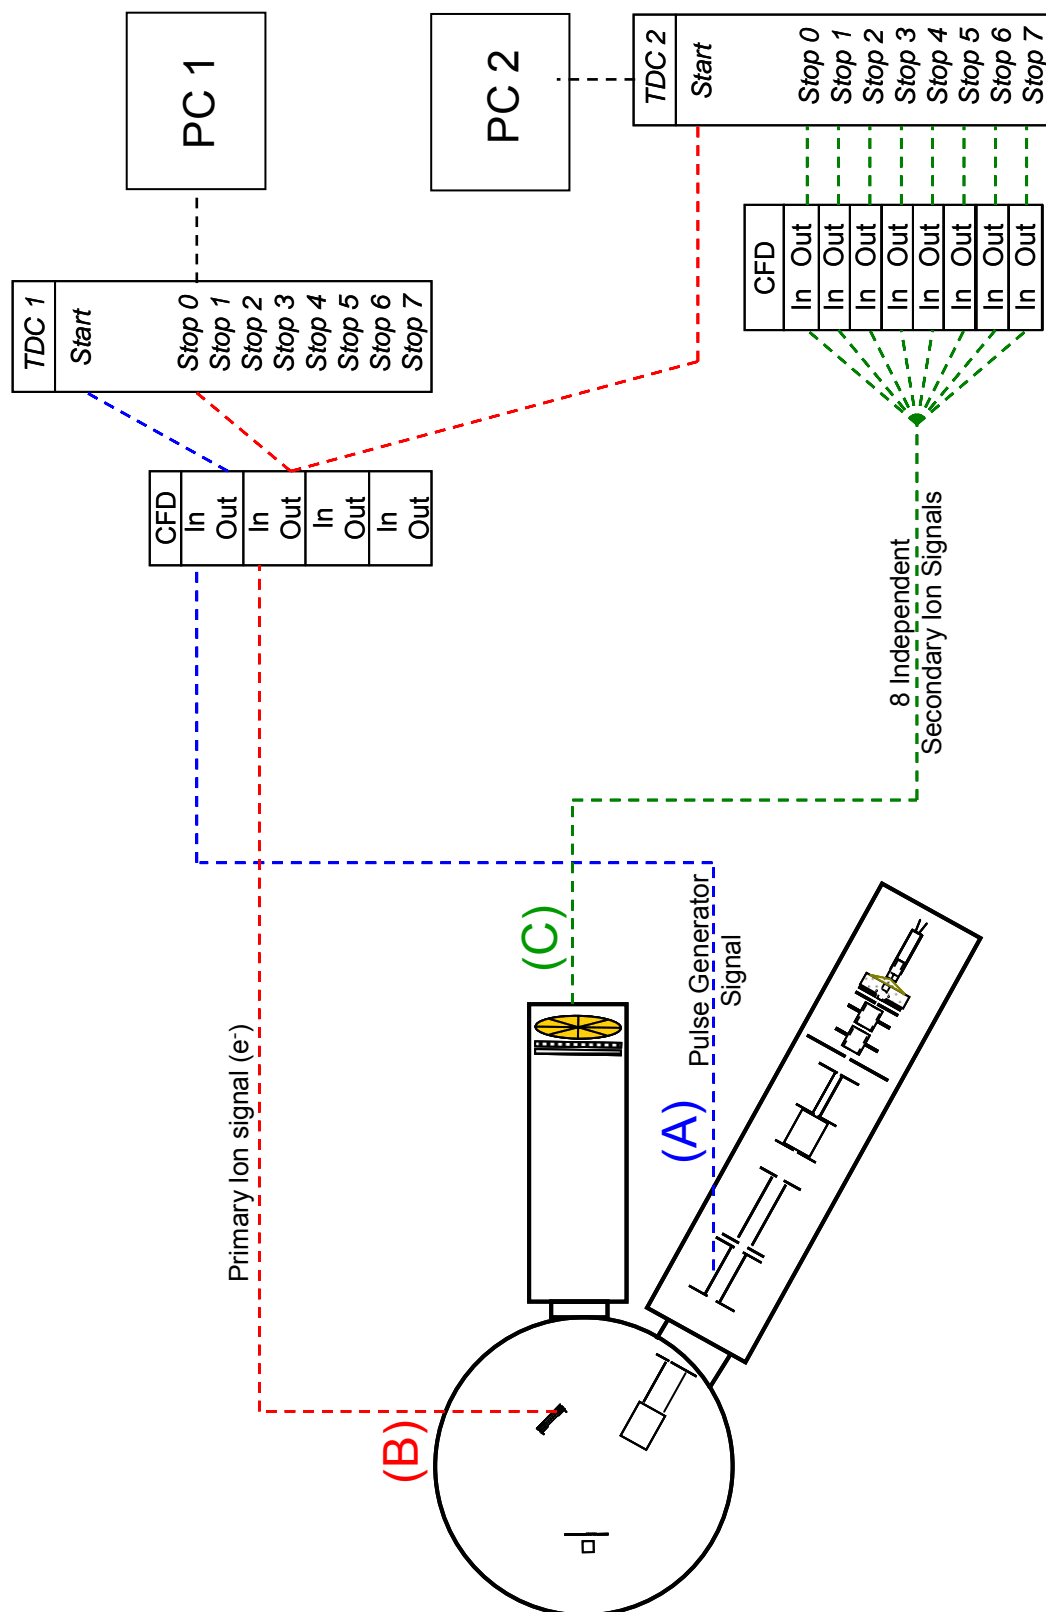 PC 1
PC 2
TDC 2
Start
Stop 0
Stop 1
Stop 2
Stop 3
Stop 4
Stop 5
Stop 6
Stop 7
CFD
In Out
In Out
In Out
In Out
In Out
In Out
In Out
In Out
TDC 1
Start
Stop 0
Stop 1
Stop 2
Stop 3
Stop 4
Stop 5
Stop 6
Stop 7
CFD
In
Out
In
Out
In
Out
In
Out
8 Independent
Secondary Ion Signals
Primary Ion signal (e-)
(C)
Pulse Generator
Signal
(A)
(B)